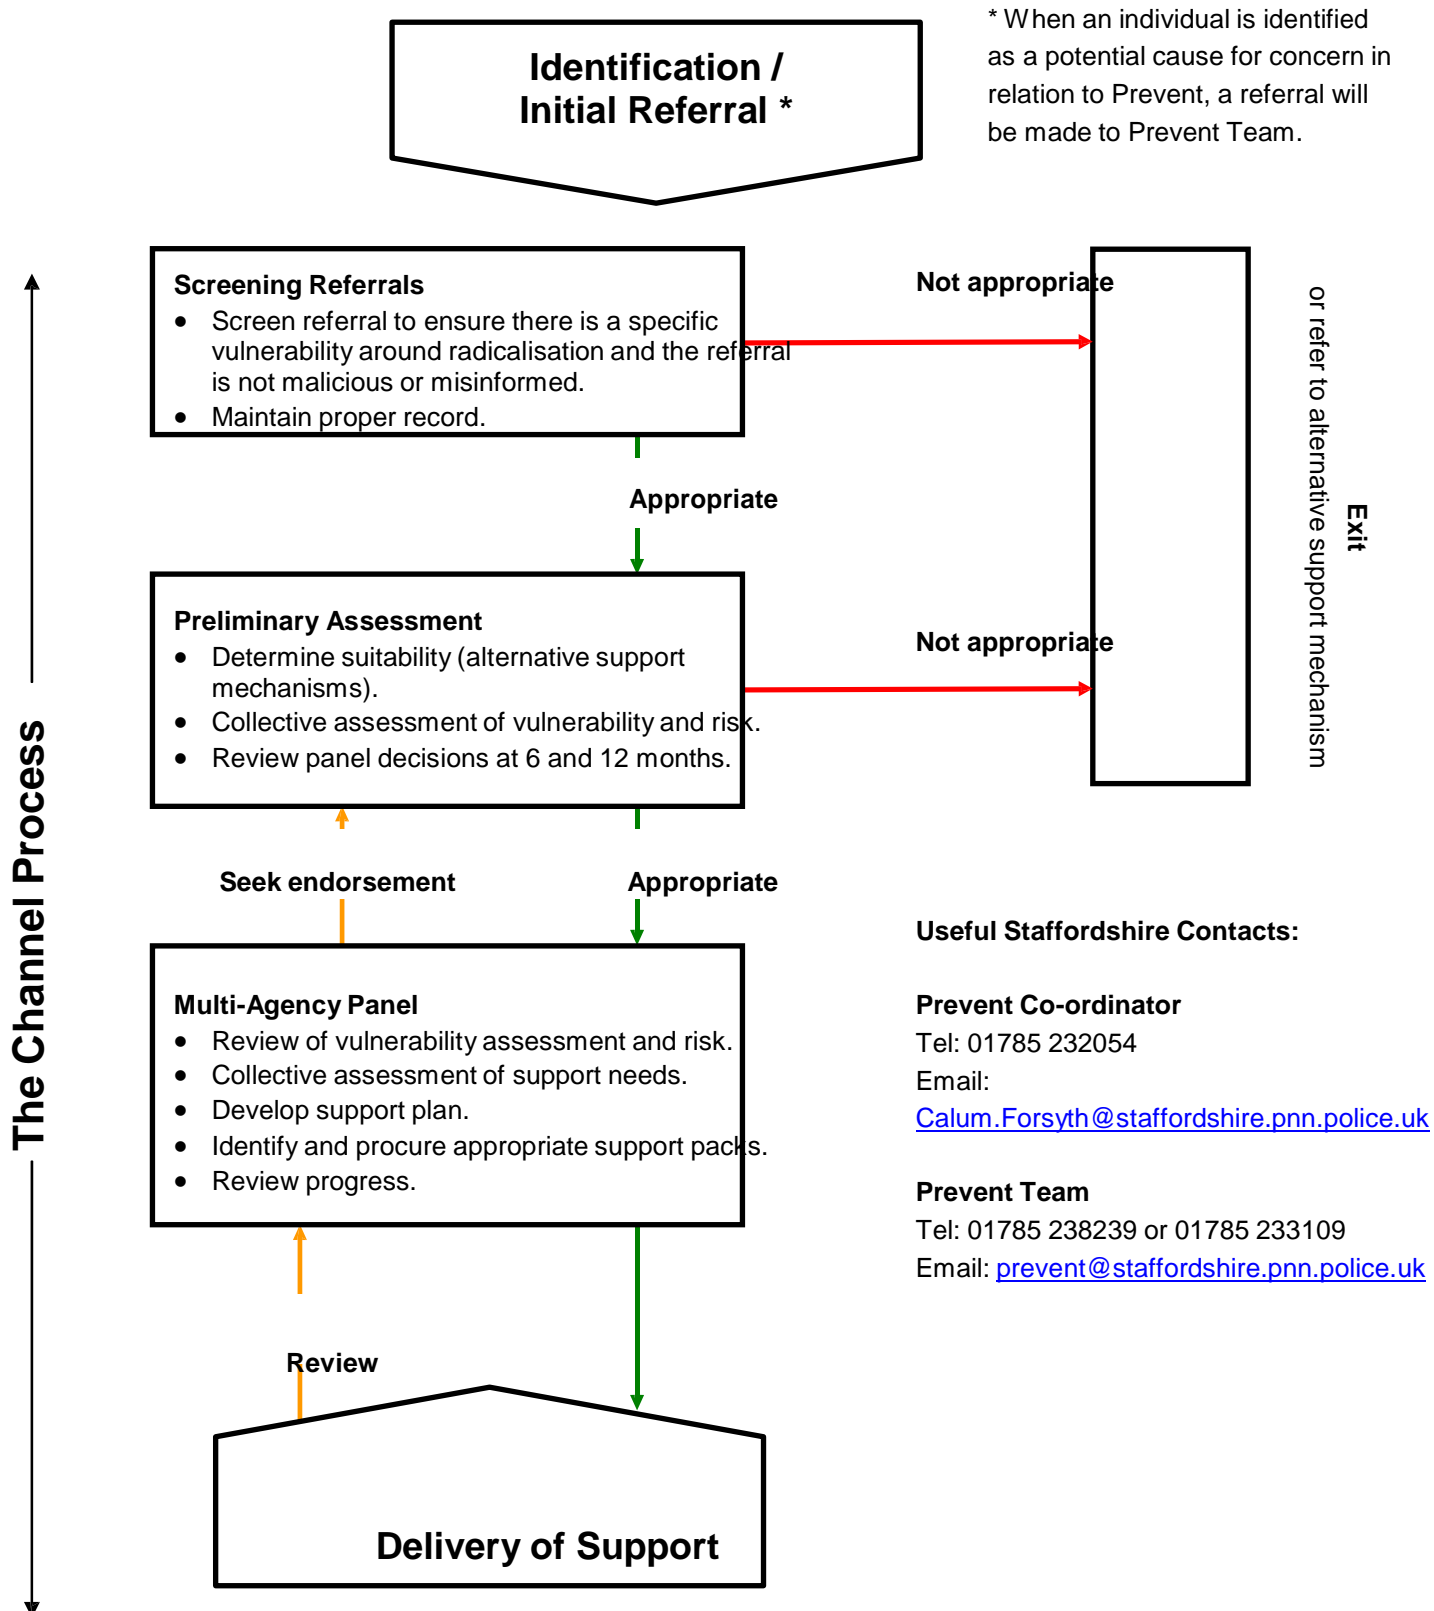 Identification /
Initial Referral *
* When an individual is identified
as a potential cause for concern in
relation to Prevent, a referral will
be made to Prevent Team.
The Channel Process
Screening Referrals
• Screen referral to ensure there is a specific
vulnerability around radicalisation and the referral
is not malicious or misinformed.
• Maintain proper record.
Not appropriate
Exit
or refer to alternative support mechanism
Appropriate
Preliminary Assessment
• Determine suitability (alternative support
mechanisms).
• Collective assessment of vulnerability and risk.
• Review panel decisions at 6 and 12 months.
Not appropriate
Seek endorsement
Appropriate
Multi-Agency Panel
• Review of vulnerability assessment and risk.
• Collective assessment of support needs.
• Develop support plan.
• Identify and procure appropriate support packs.
• Review progress.
Useful Staffordshire Contacts:
Prevent Co-ordinator
Tel: 01785 232054
Email:
Calum.Forsyth@staffordshire.pnn.police.uk
Prevent Team
Tel: 01785 238239 or 01785 233109
Email: prevent@staffordshire.pnn.police.uk
Review
Delivery of Support